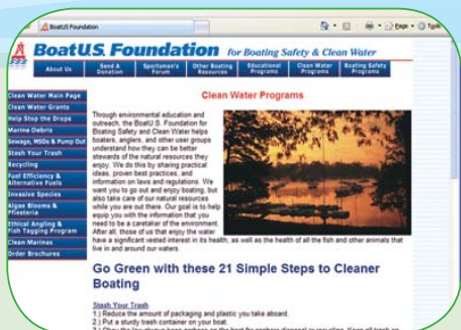 BoatUS Foundation
Page
Tools
BoatU.S. Foundation for Boating Safety & Clean Water
About Us
Send A Donation
Sportsman's Forum
Other Boating Resources
Educational Programs
Clean Water Programs
Boating Safety Programs
Clean Water Main Page
Clean Water Grants
Help Stop the Drops
Marine Debris
Sewage, MSDs & Pump Out
Stash Your Trash
Recycling
Fuel Efficiency & Alternative Fuels
Invasive Species
Algae Blooms & Pfiesteria
Ethical Angling & Fish Tagging Program
Clean Marinas
Order Brochures
Clean Water Programs
Through environmental education and
outreach, the BoatU.S. Foundation for
Boating Safety and Clean Water helps
boaters, anglers, and other user groups
understand how they can be better
stewards of the natural resources they
enjoy. We do this by sharing practical
ideas, proven best practices, and
information on laws and regulations. We
want you to go out and enjoy boating, but
also take care of our natural resources
while you are out there. Our goal is to help
equip you with the information that you
need to be a caretaker of the environment.
After all, those of us that enjoy the water
have a significant vested interest in its health, as well as the health of all the fish and other animals that
live in and around our waters.
Go Green with these 21 Simple Steps to Cleaner
Boating
Stash Your Trash
1.) Reduce the amount of packaging and plastic you take aboard.
2.) Put a sturdy trash container on your boat.